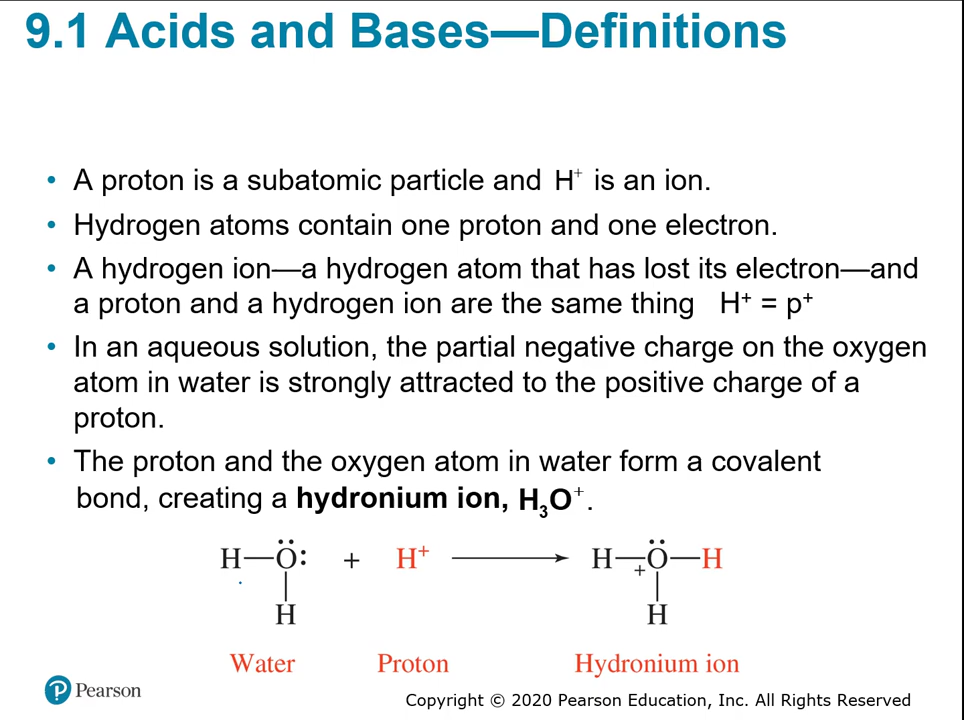 9.1 Acids and Bases—Definitions
• A proton is a subatomic particle and H⁺ is an ion.
• Hydrogen atoms contain one proton and one electron.
• A hydrogen ion—a hydrogen atom that has lost its electron—and
a proton and a hydrogen ion are the same thing H⁺ = p⁺
• In an aqueous solution, the partial negative charge on the oxygen
atom in water is strongly attracted to the positive charge of a
proton.
• The proton and the oxygen atom in water form a covalent
bond, creating a hydronium ion, H₃O⁺.
H—Ö: + H⁺ → H—Ö—H
+
H H
Water Proton Hydronium ion
P Pearson
Copyright © 2020 Pearson Education, Inc. All Rights Reserved